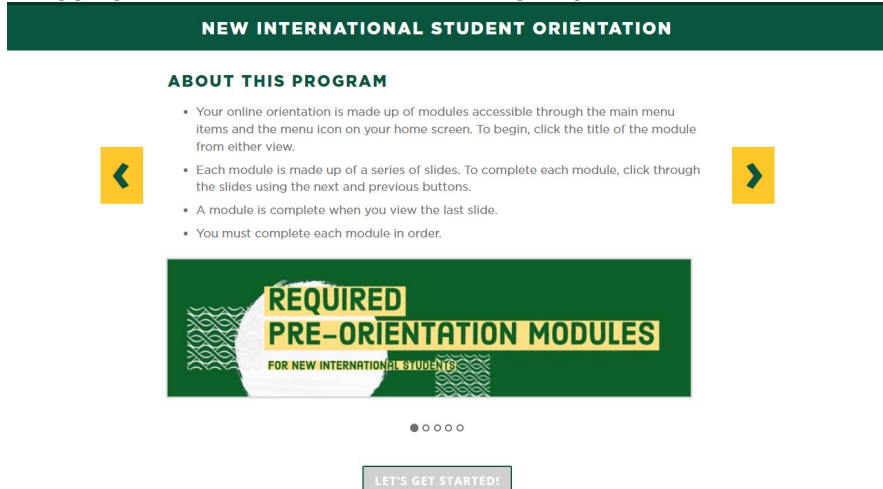 NEW INTERNATIONAL STUDENT ORIENTATION
ABOUT THIS PROGRAM
• Your online orientation is made up of modules accessible through the main menu
items and the menu icon on your home screen. To begin, click the title of the module
from either view.
• Each module is made up of a series of slides. To complete each module, click through
the slides using the next and previous buttons.
• A module is complete when you view the last slide.
• You must complete each module in order.
REQUIRED
PRE-ORIENTATION MODULES
FOR NEW INTERNATIONAL STUDENTS
LET'S GET STARTED!